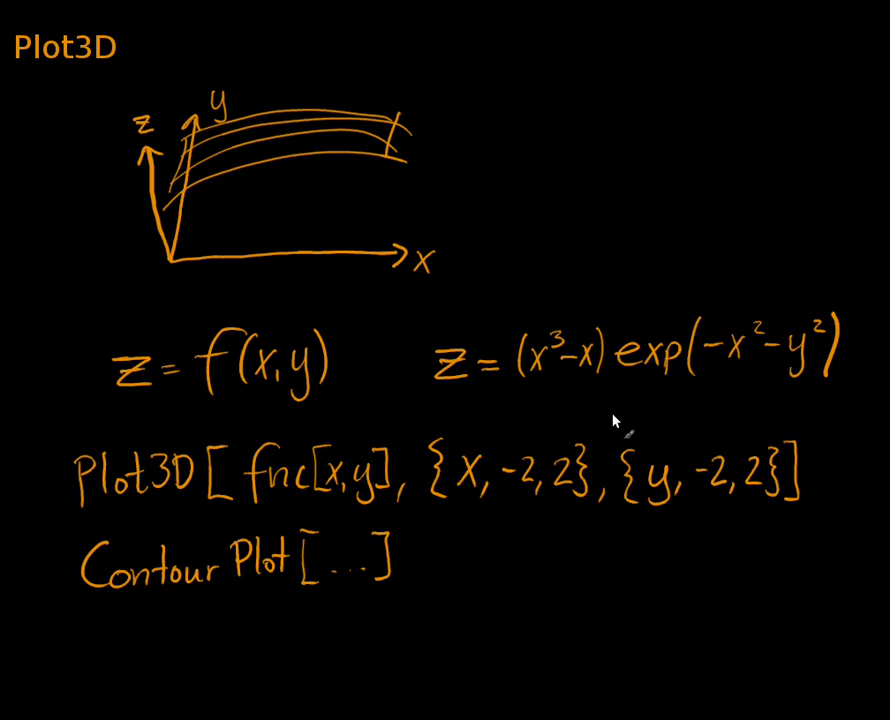 Plot3D
z
y
x
z = f(x,y)
z = (x³-x) exp(-x²-y²)
Plot3D[fnc[x,y], {x,-2,2}, {y,-2,2}]
Contour Plot[...]